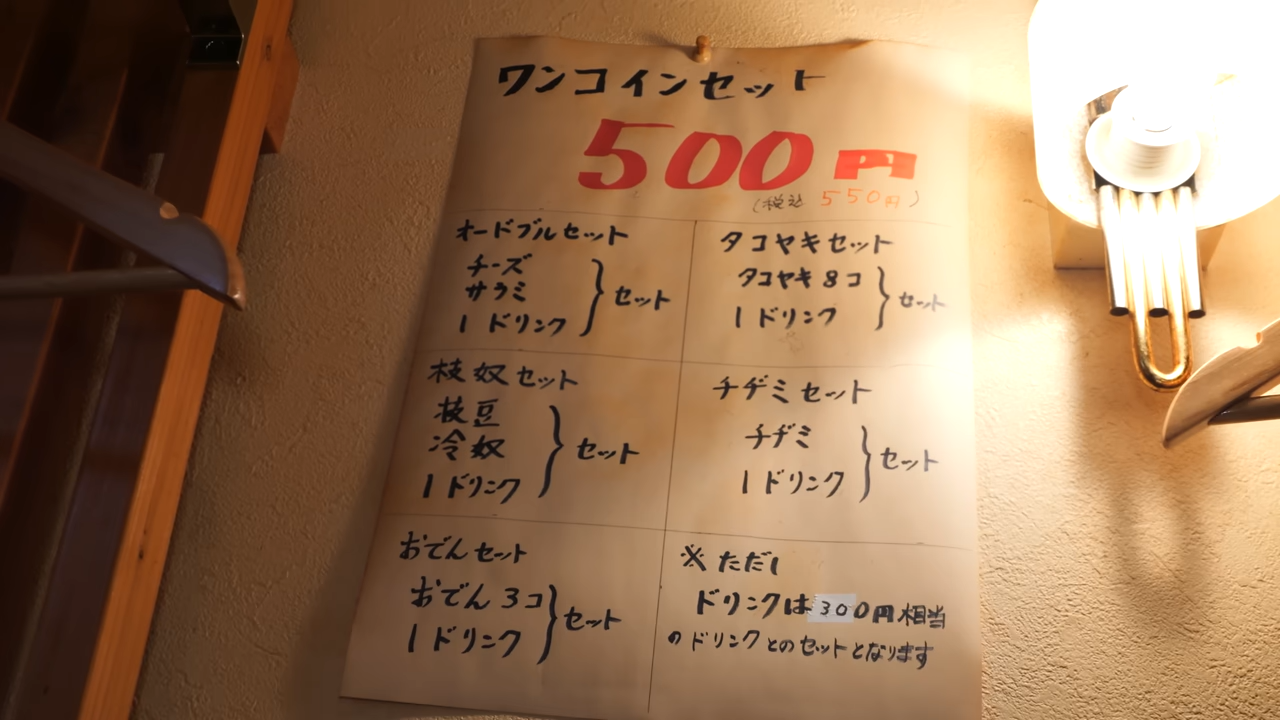 ワンコインセット
500円
(税込 550円)
オードブルセット
チーズ
サラミ
1 ドリンク
セット
タコヤキセット
タコヤキ 8コ
1 ドリンク
セット
枝奴セット
枝豆
冷奴
1 ドリンク
セット
チヂミセット
チヂミ
1 ドリンク
セット
おでんセット
おでん 3コ
1 ドリンク
セット
※ ただし
ドリンクは300円相当
のドリンクとのセットとなります